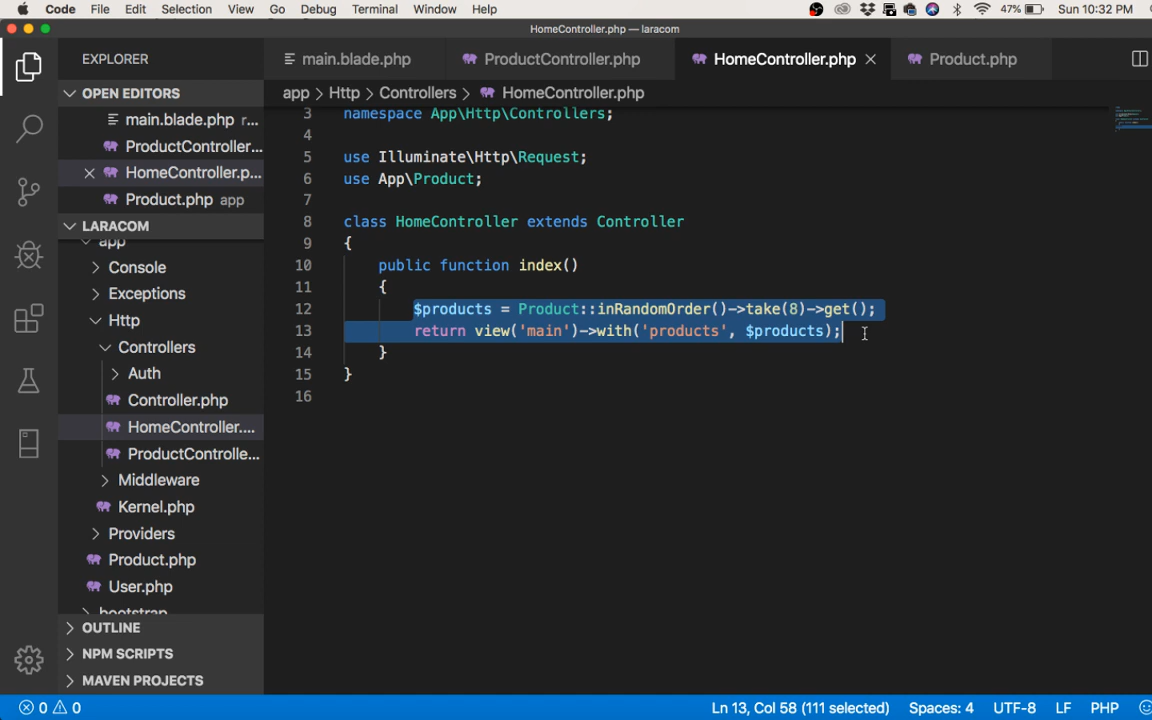 Code File Edit Selection View Go Debug Terminal Window Help 47% Sun 10:32 PM
HomeController.php — laracom
EXPLORER
main.blade.php ProductController.php HomeController.php Product.php
OPEN EDITORS
app > Http > Controllers > HomeController.php
main.blade.php r...
ProductController...
HomeController.p...
Product.php app
LARACOM
app
Console
Exceptions
Http
Controllers
Auth
Controller.php
HomeController....
ProductControlle...
Middleware
Kernel.php
Providers
Product.php
User.php
bootstrap
OUTLINE
NPM SCRIPTS
MAVEN PROJECTS
3 namespace App\Http\Controllers;
4
5 use Illuminate\Http\Request;
6 use App\Product;
7
8 class HomeController extends Controller
9 {
10 public function index()
11 {
12 $products = Product::inRandomOrder()->take(8)->get();
13 return view('main')->with('products', $products);
14 }
15 }
16
0 0 Ln 13, Col 58 (111 selected) Spaces: 4 UTF-8 LF PHP